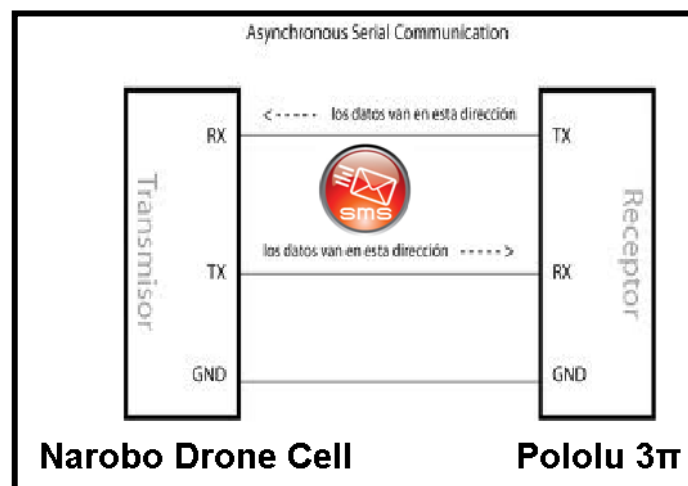 Asynchronous Serial Communication
<----- los datos van en esta dirección
RX
TX
sms
Transmisor
Receptor
los datos van en esta dirección ----->
TX
RX
GND
GND
Narobo Drone Cell
Pololu 3π